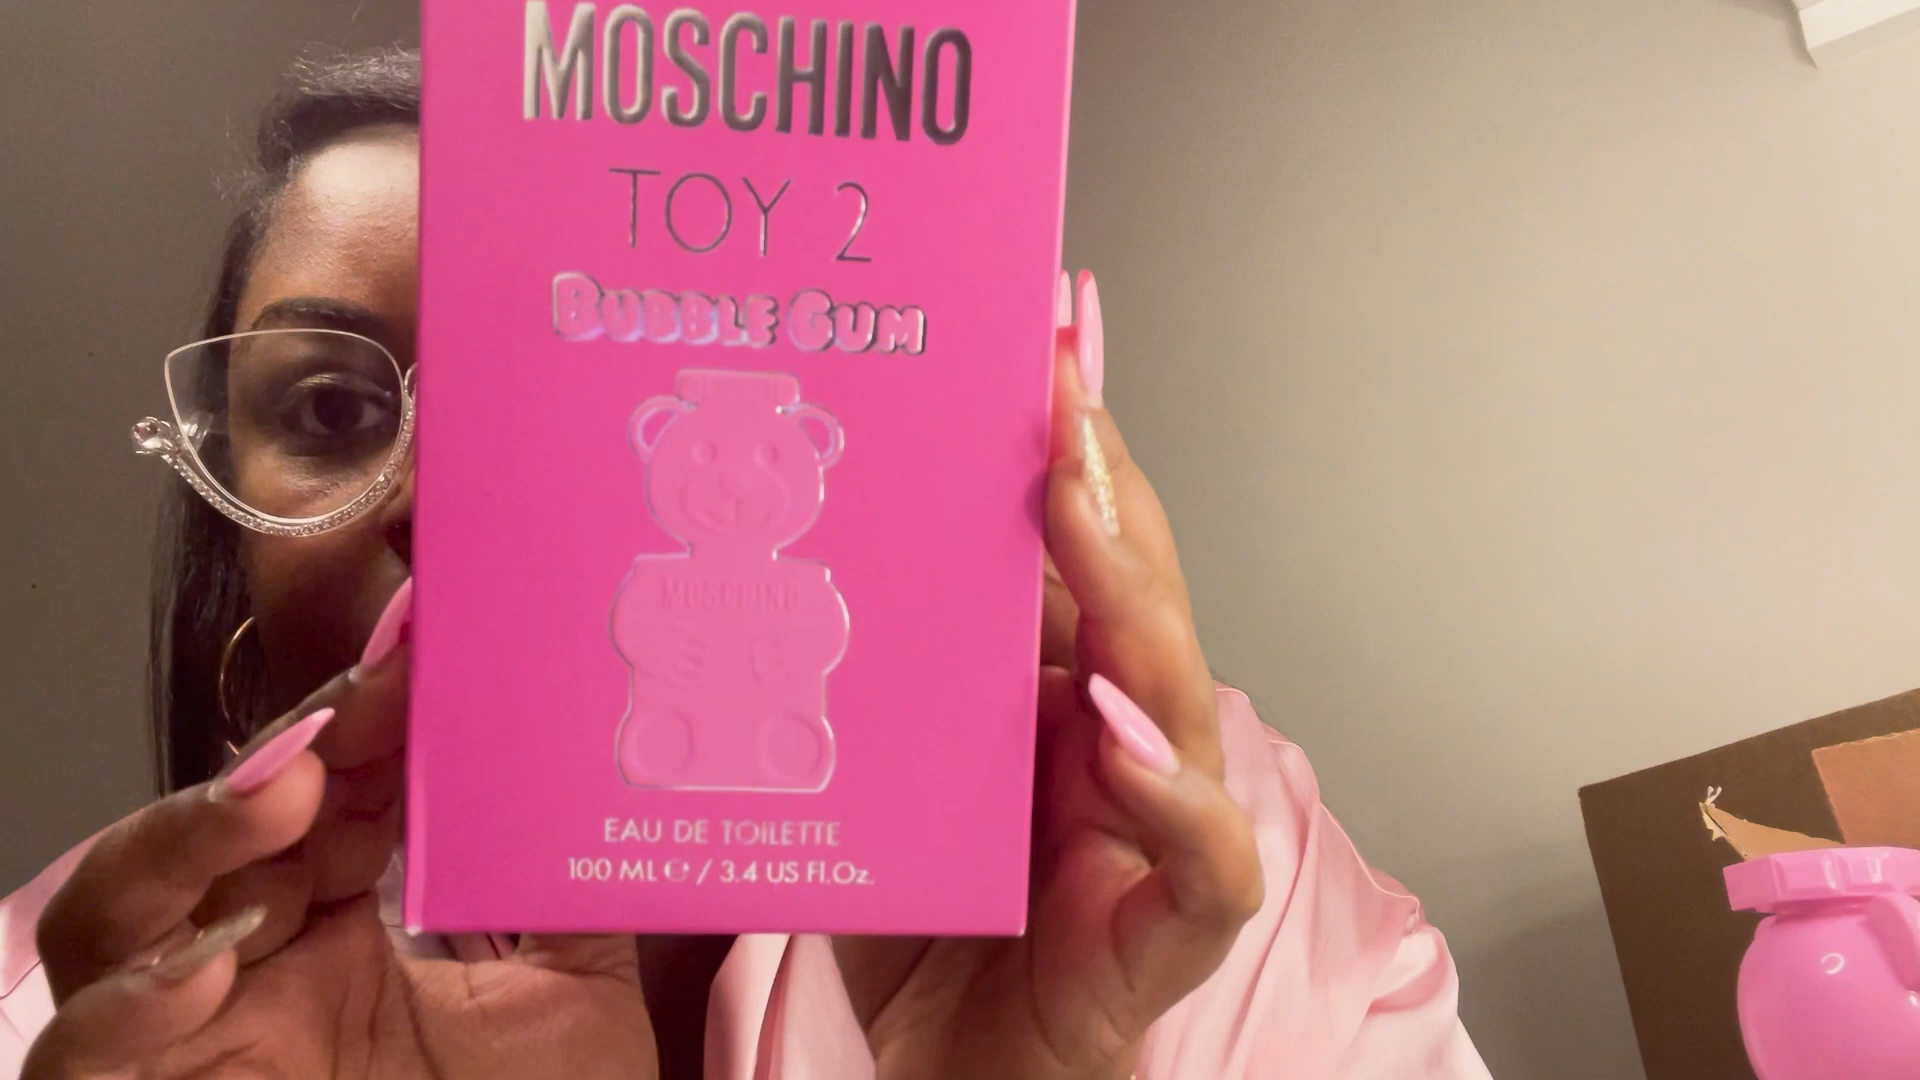 MOSCHINO
TOY 2
BUBBLE GUM
MOSCHINO
EAU DE TOILETTE
100 ML ℮ / 3.4 US Fl.Oz.